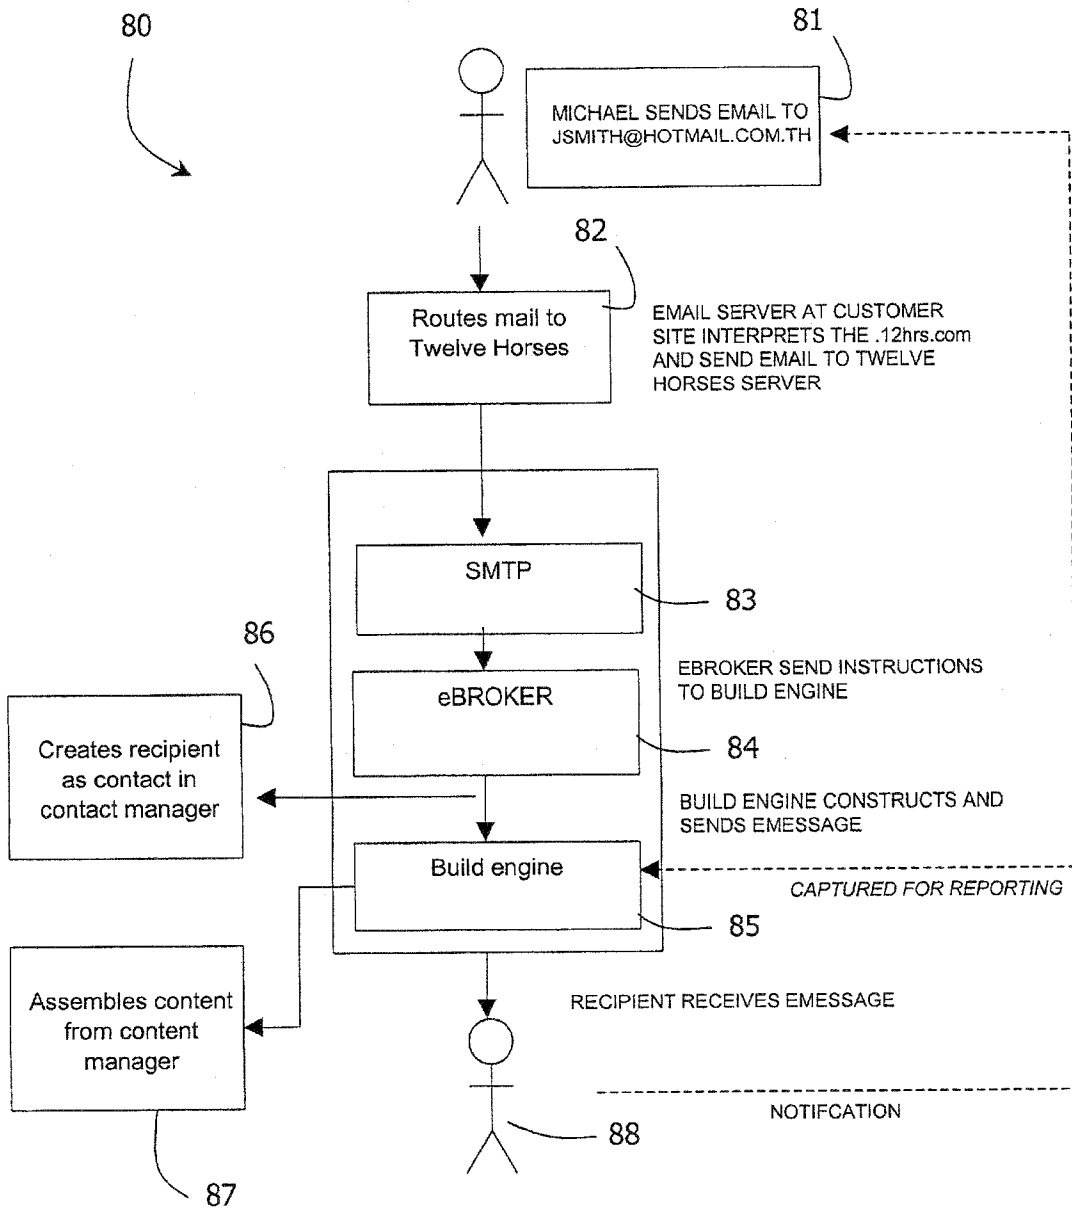 80
81
MICHAEL SENDS EMAIL TO
JSMITH@HOTMAIL.COM.TH
82
Routes mail to
Twelve Horses
EMAIL SERVER AT CUSTOMER
SITE INTERPRETS THE .12hrs.com
AND SEND EMAIL TO TWELVE
HORSES SERVER
SMTP
83
86
EBROKER SEND INSTRUCTIONS
TO BUILD ENGINE
eBROKER
84
Creates recipient
as contact in
contact manager
BUILD ENGINE CONSTRUCTS AND
SENDS EMESSAGE
Build engine
CAPTURED FOR REPORTING
85
Assembles content
from content
manager
RECIPIENT RECEIVES EMESSAGE
NOTIFCATION
88
87